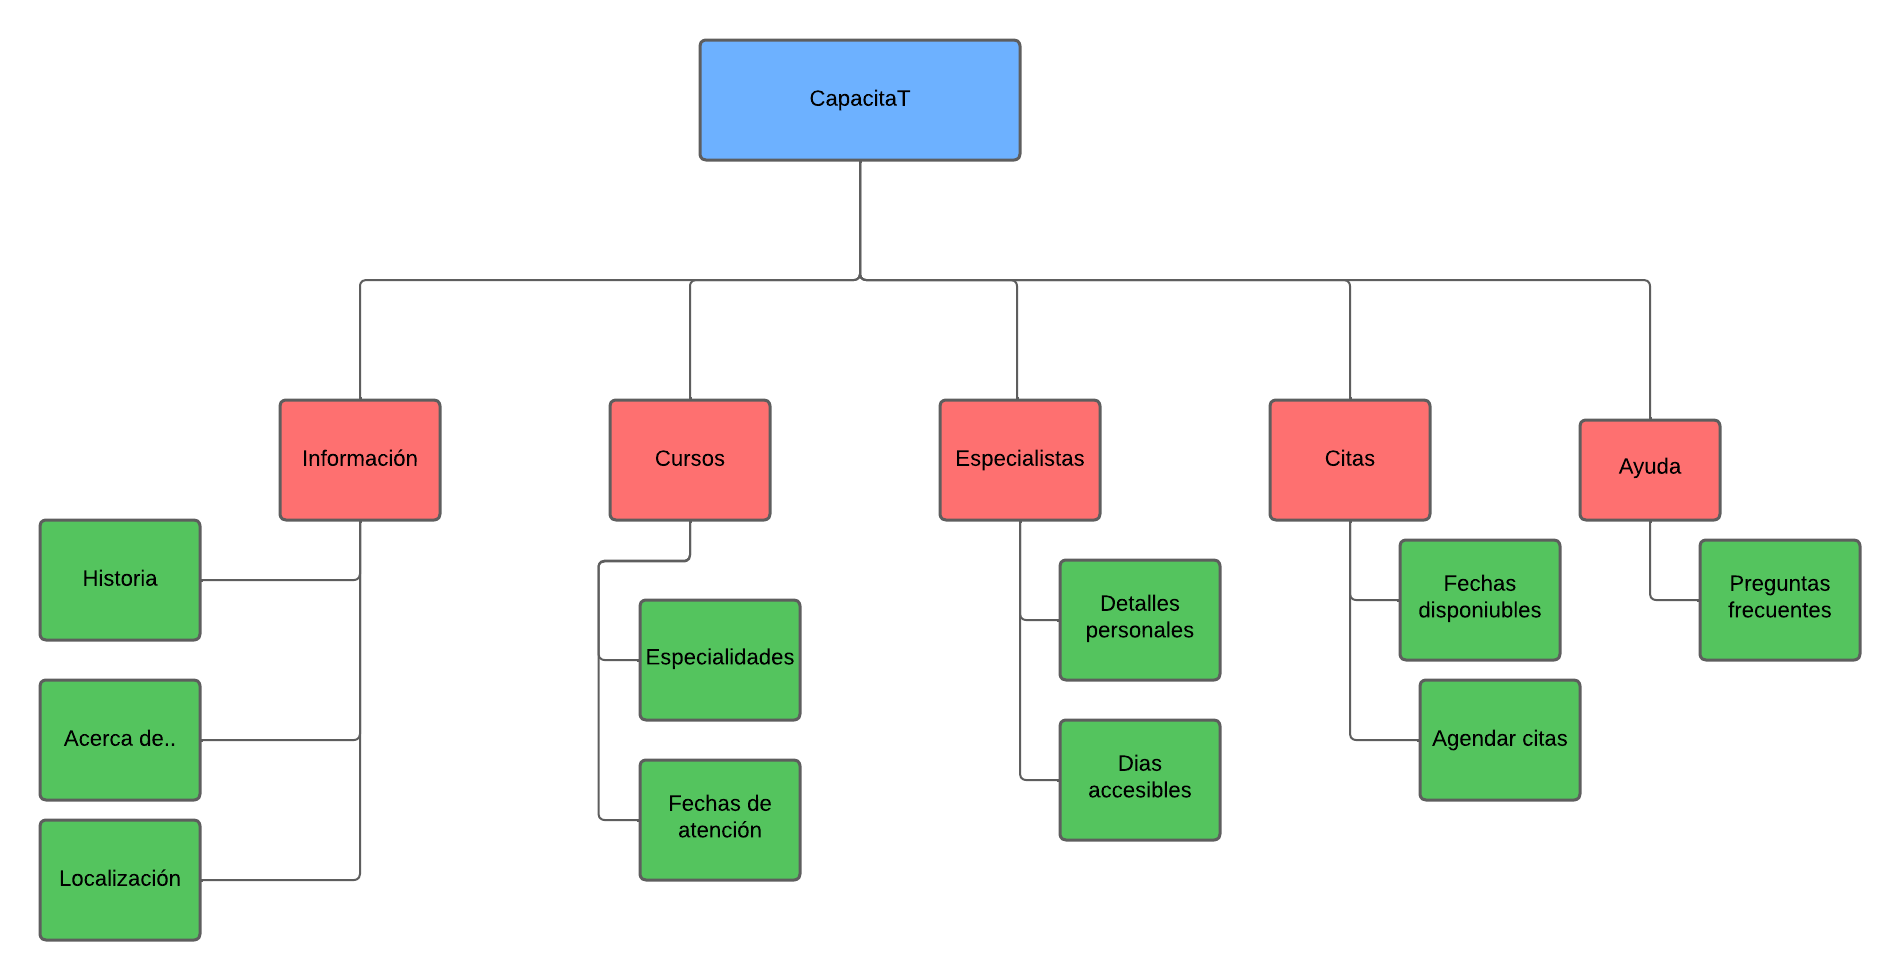 CapacitaT
Información
Cursos
Especialistas
Citas
Ayuda
Historia
Acerca de..
Localización
Especialidades
Fechas de
atención
Detalles
personales
Dias
accesibles
Fechas
disponiubles
Agendar citas
Preguntas
frecuentes